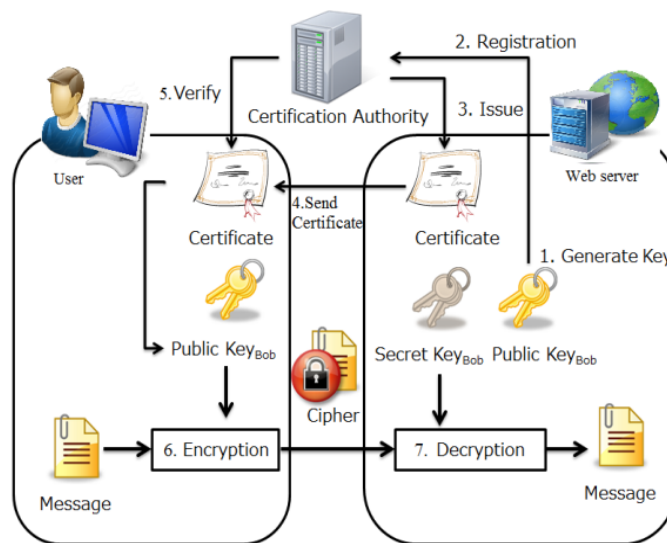 2. Registration
5.Verify
Certification Authority
3. Issue
User
Web server
4.Send
Certificate
Certificate
Certificate
1. Generate Key
Public KeyBob
Secret KeyBob
Public KeyBob
Cipher
6. Encryption
7. Decryption
Message
Message